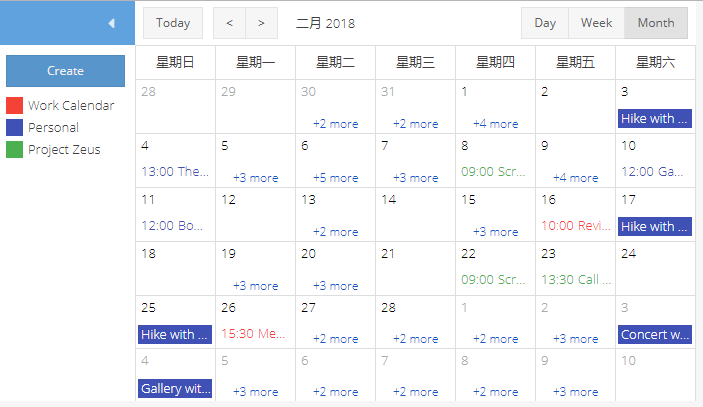 Today < > 二月 2018 Day Week Month
Create
Work Calendar
Personal
Project Zeus
星期日 星期一 星期二 星期三 星期四 星期五 星期六
28 29 30 31 1 2 3
+2 more +2 more +4 more Hike with ...
4 5 6 7 8 9 10
13:00 The... +3 more +5 more +3 more 09:00 Scr... +4 more 12:00 Ga...
11 12 13 14 15 16 17
12:00 Bo... +2 more +3 more 10:00 Revi... Hike with ...
18 19 20 21 22 23 24
+3 more +3 more 09:00 Scr... 13:30 Call ...
25 26 27 28 1 2 3
Hike with ... 15:30 Me... +2 more +2 more +2 more +3 more Concert w...
4 5 6 7 8 9 10
Gallery wit... +3 more +2 more +2 more +2 more +3 more